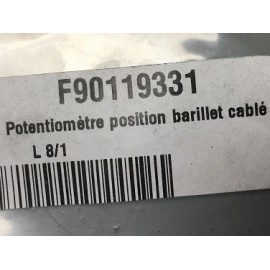 F90119331
Potentiomètre position barillet cablé
L 8/1